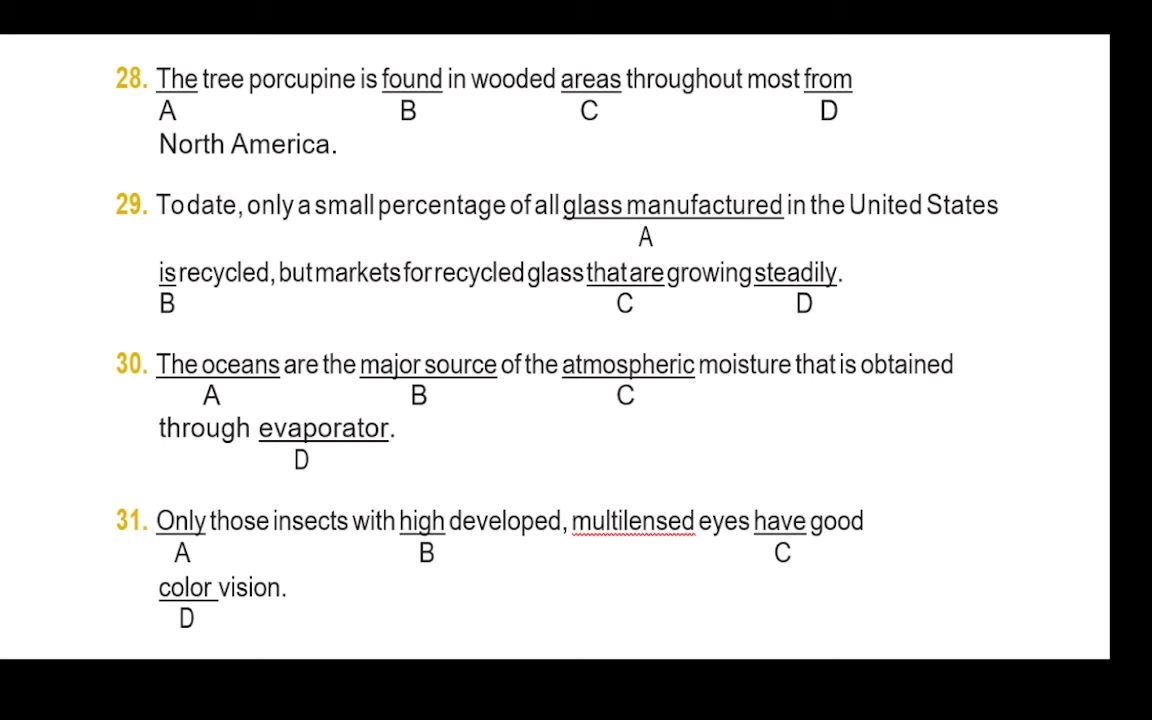 28. The tree porcupine is found in wooded areas throughout most from
A B C D
North America.
29. To date, only a small percentage of all glass manufactured in the United States
A
is recycled, but markets for recycled glass that are growing steadily.
B C D
30. The oceans are the major source of the atmospheric moisture that is obtained
A B C
through evaporator.
D
31. Only those insects with high developed, multilensed eyes have good
A B C
color vision.
D